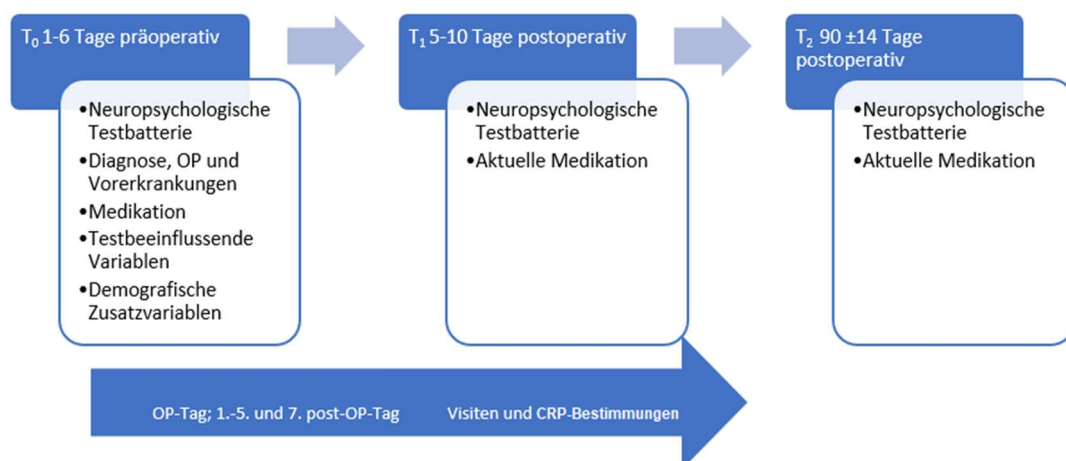 T₀ 1-6 Tage präoperativ
•Neuropsychologische
Testbatterie
•Diagnose, OP und
Vorerkrankungen
•Medikation
•Testbeeinflussende
Variablen
•Demografische
Zusatzvariablen
T₁ 5-10 Tage postoperativ
•Neuropsychologische
Testbatterie
•Aktuelle Medikation
T₂ 90 ±14 Tage
postoperativ
•Neuropsychologische
Testbatterie
•Aktuelle Medikation
OP-Tag; 1.-5. und 7. post-OP-Tag Visiten und CRP-Bestimmungen